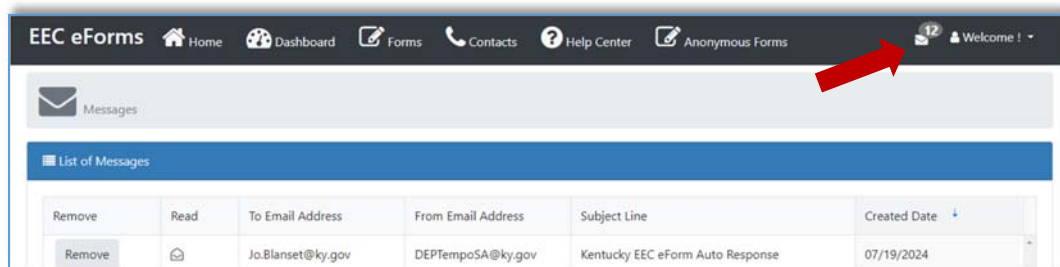 EEC eForms Home Dashboard Forms Contacts Help Center Anonymous Forms 12 Welcome !
Messages
List of Messages
Remove Read To Email Address From Email Address Subject Line Created Date
Remove Jo.Blanset@ky.gov DEPTempoSA@ky.gov Kentucky EEC eForm Auto Response 07/19/2024